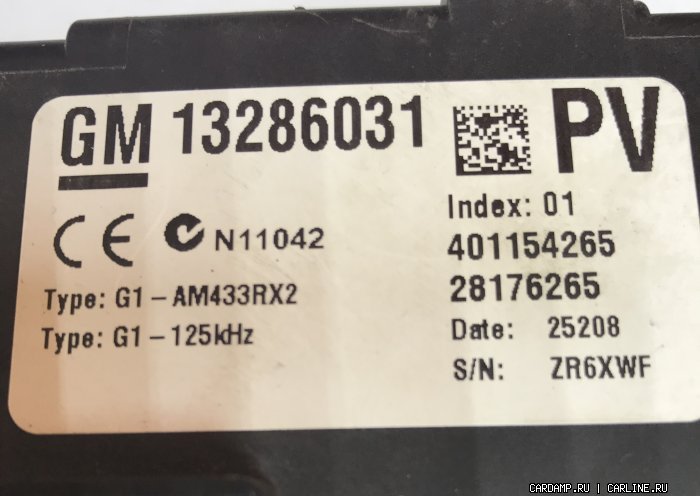 GM 13286031 PV
Index: 01
N11042 401154265
Type: G1-AM433RX2 28176265
Type: G1-125kHz Date: 25208
S/N: ZR6XWF
CARDAMP.RU | CARLINE.RU